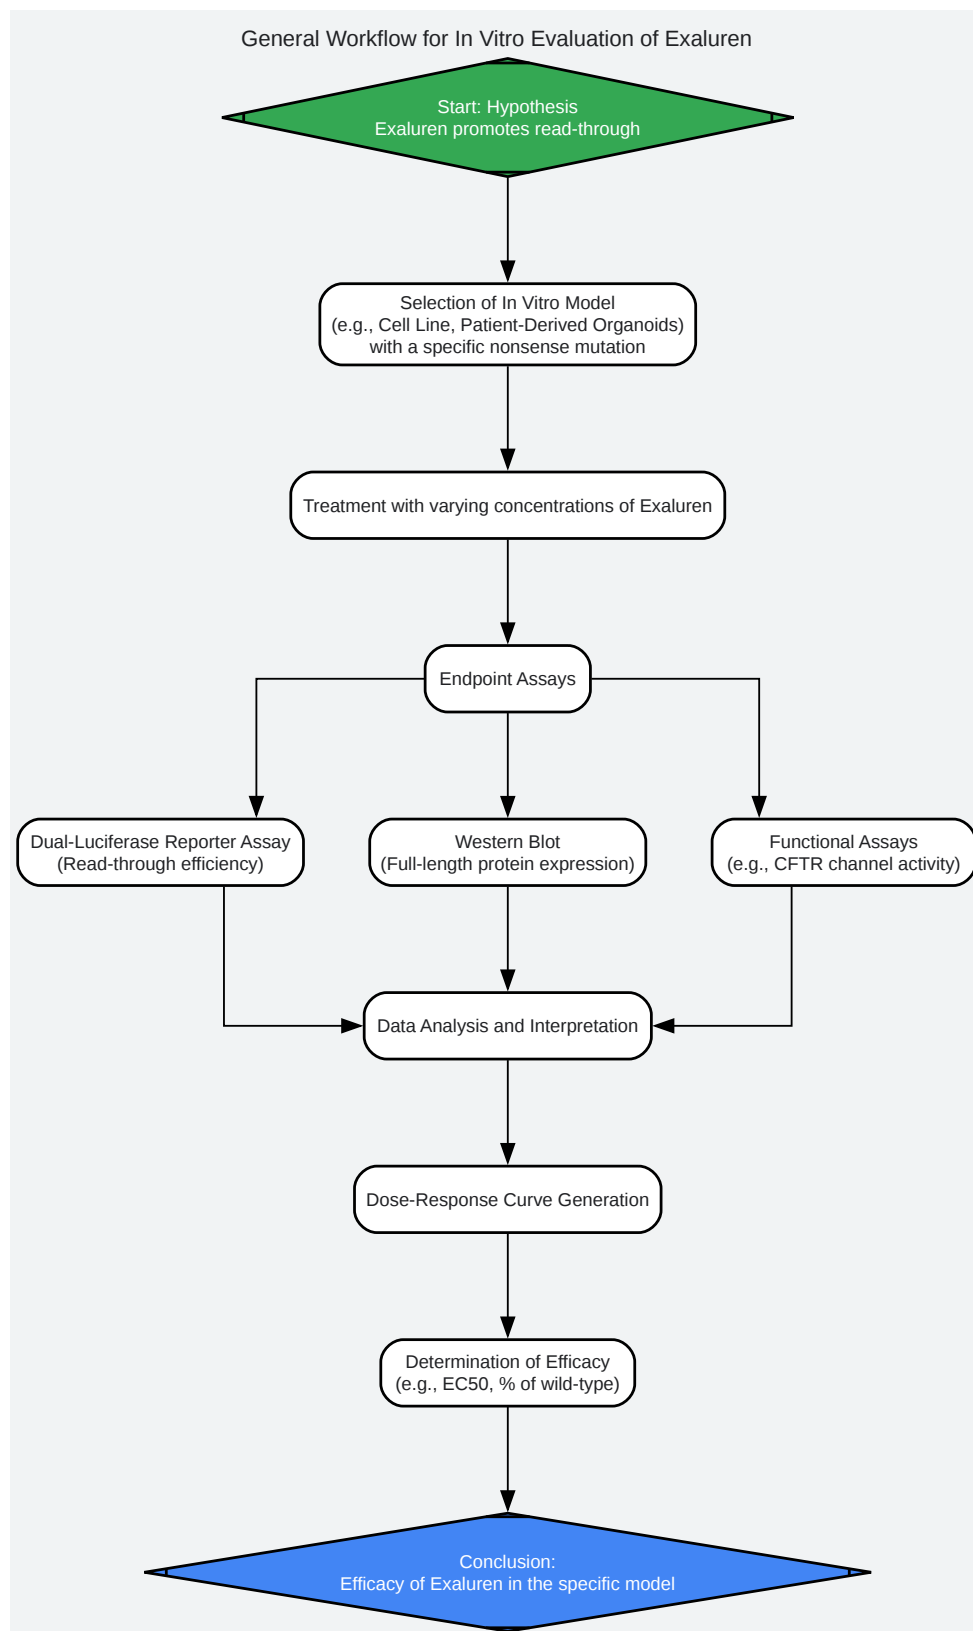 General Workflow for In Vitro Evaluation of Exaluren
Start: Hypothesis
Exaluren promotes read-through
Selection of In Vitro Model
(e.g., Cell Line, Patient-Derived Organoids)
with a specific nonsense mutation
Treatment with varying concentrations of Exaluren
Endpoint Assays
Dual-Luciferase Reporter Assay
(Read-through efficiency)
Western Blot
(Full-length protein expression)
Functional Assays
(e.g., CFTR channel activity)
Data Analysis and Interpretation
Dose-Response Curve Generation
Determination of Efficacy
(e.g., EC50, % of wild-type)
Conclusion:
Efficacy of Exaluren in the specific model